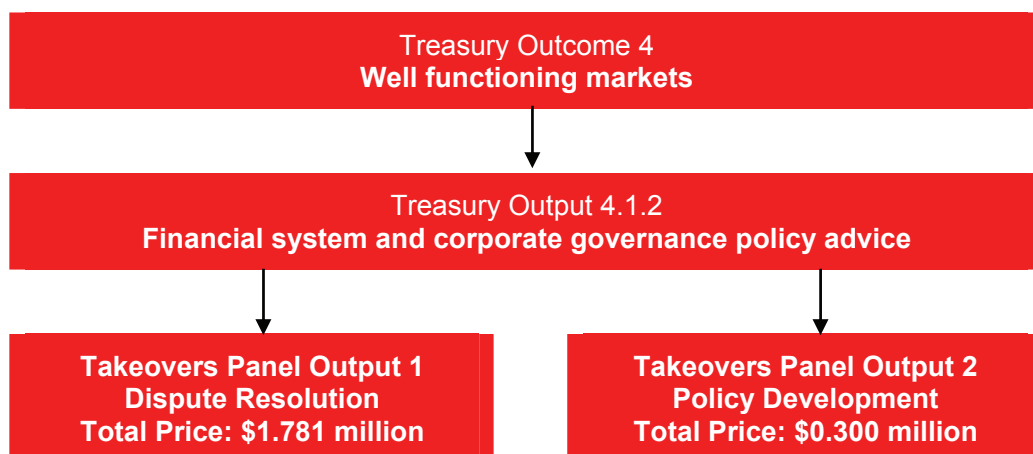 Treasury Outcome 4
Well functioning markets
Treasury Output 4.1.2
Financial system and corporate governance policy advice
Takeovers Panel Output 1
Dispute Resolution
Total Price: $1.781 million
Takeovers Panel Output 2
Policy Development
Total Price: $0.300 million